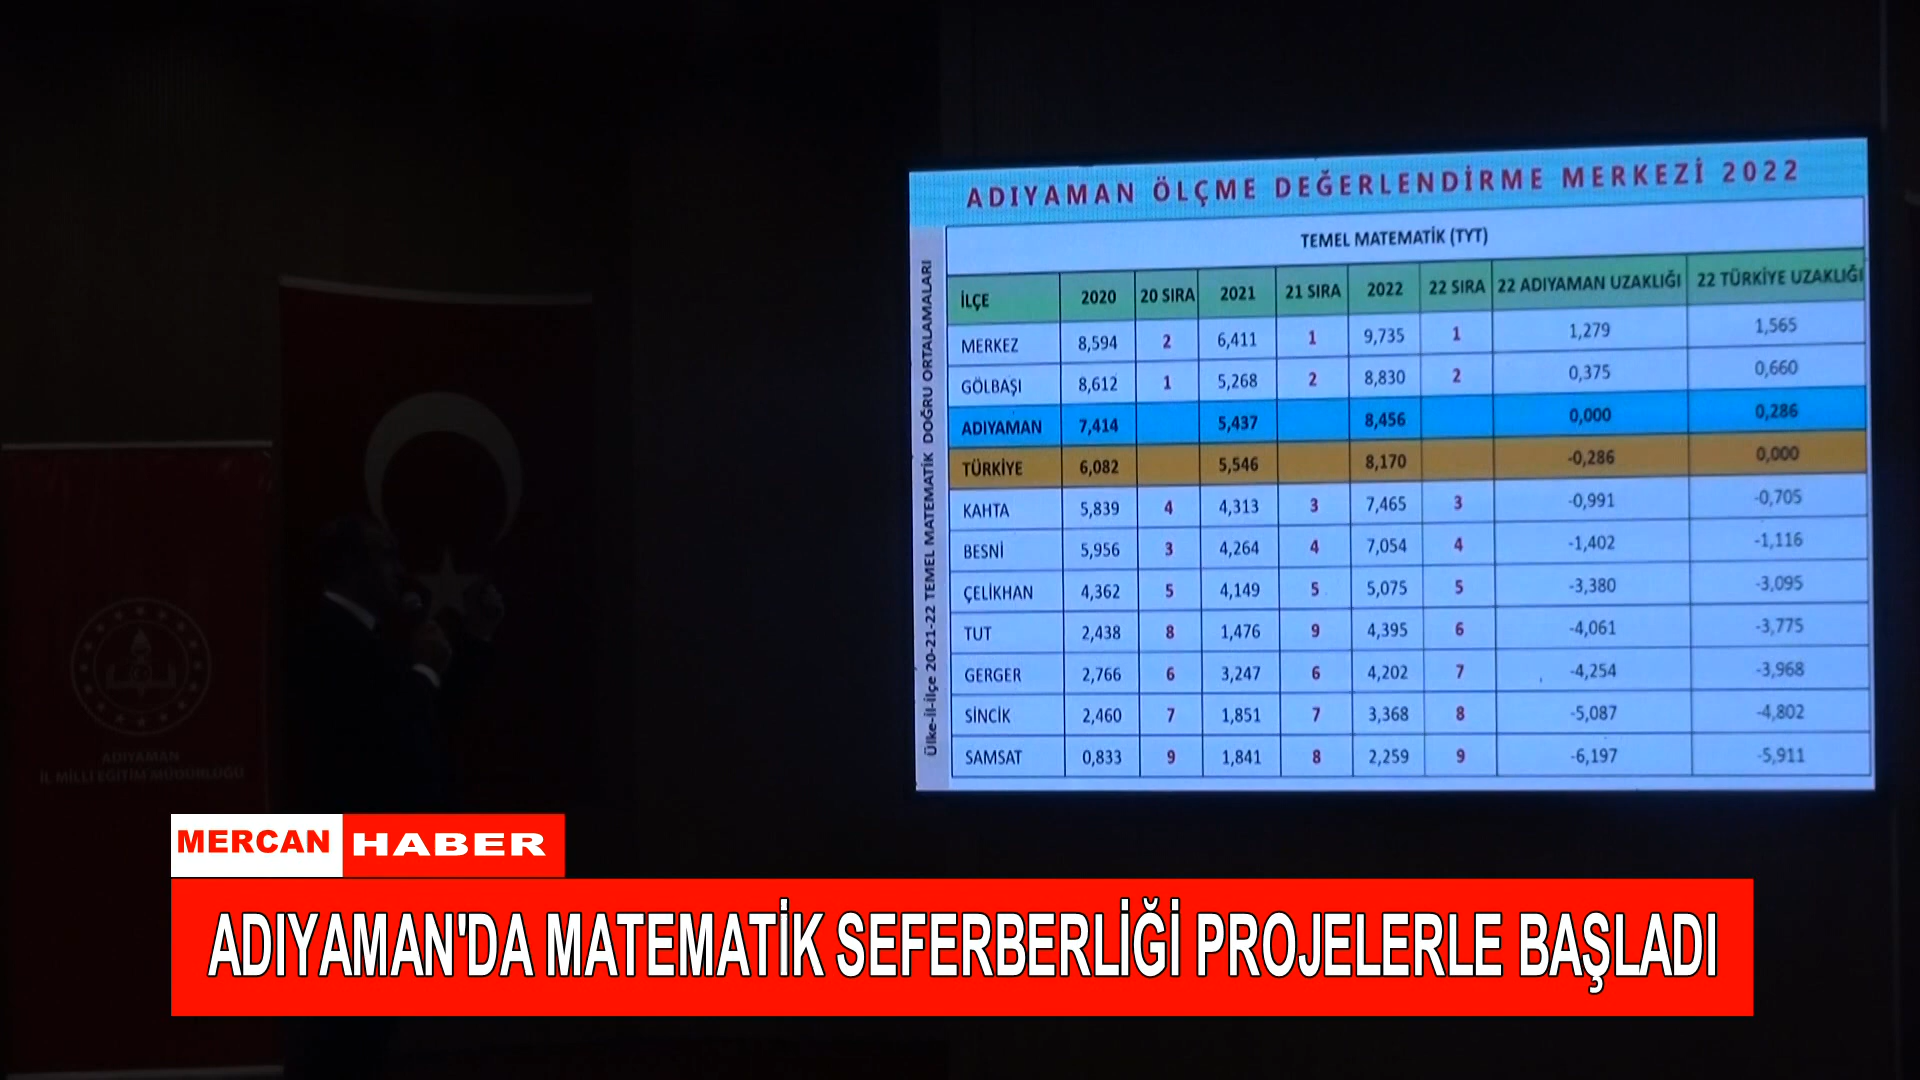 ADIYAMAN ÖLÇME DEĞERLENDİRME MERKEZİ 2022
Ülke-İl-İlçe 20-21-22 TEMEL MATEMATİK DOĞRU ORTALAMALARI
TEMEL MATEMATİK (TYT)
İLÇE 2020 20 SIRA 2021 21 SIRA 2022 22 SIRA 22 ADIYAMAN UZAKLIĞI 22 TÜRKİYE UZAKLIĞI
MERKEZ 8,594 2 6,411 1 9,735 1 1,279 1,565
GÖLBAŞI 8,612 1 5,268 2 8,830 2 0,375 0,660
ADIYAMAN 7,414 5,437 8,456 0,000 0,286
TÜRKİYE 6,082 5,546 8,170 -0,286 0,000
KAHTA 5,839 4 4,313 3 7,465 3 -0,991 -0,705
BESNİ 5,956 3 4,264 4 7,054 4 -1,402 -1,116
ÇELİKHAN 4,362 5 4,149 5 5,075 5 -3,380 -3,095
TUT 2,438 8 1,476 9 4,395 6 -4,061 -3,775
GERGER 2,766 6 3,247 6 4,202 7 -4,254 -3,968
SİNCİK 2,460 7 1,851 7 3,368 8 -5,087 -4,802
SAMSAT 0,833 9 1,841 8 2,259 9 -6,197 -5,911
ADIYAMAN
İL MİLLİ EĞİTİM MÜDÜRLÜĞÜ
MERCAN HABER
ADIYAMAN'DA MATEMATİK SEFERBERLİĞİ PROJELERLE BAŞLADI